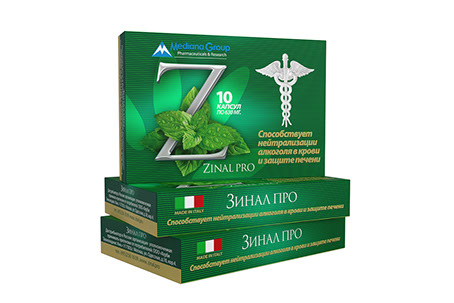 Mediana Group
Pharmaceuticals & Research
Z
10
КАПСУЛ
ПО 630 МГ.
ZINAL PRO
Способствует
нейтрализации
алкоголя в крови
и защите печени
MADE IN ITALY
ЗИНАЛ ПРО
Способствует нейтрализации алкоголя в крови и защите печени
MADE IN ITALY
ЗИНАЛ ПРО
Способствует нейтрализации алкоголя в крови и защите печени